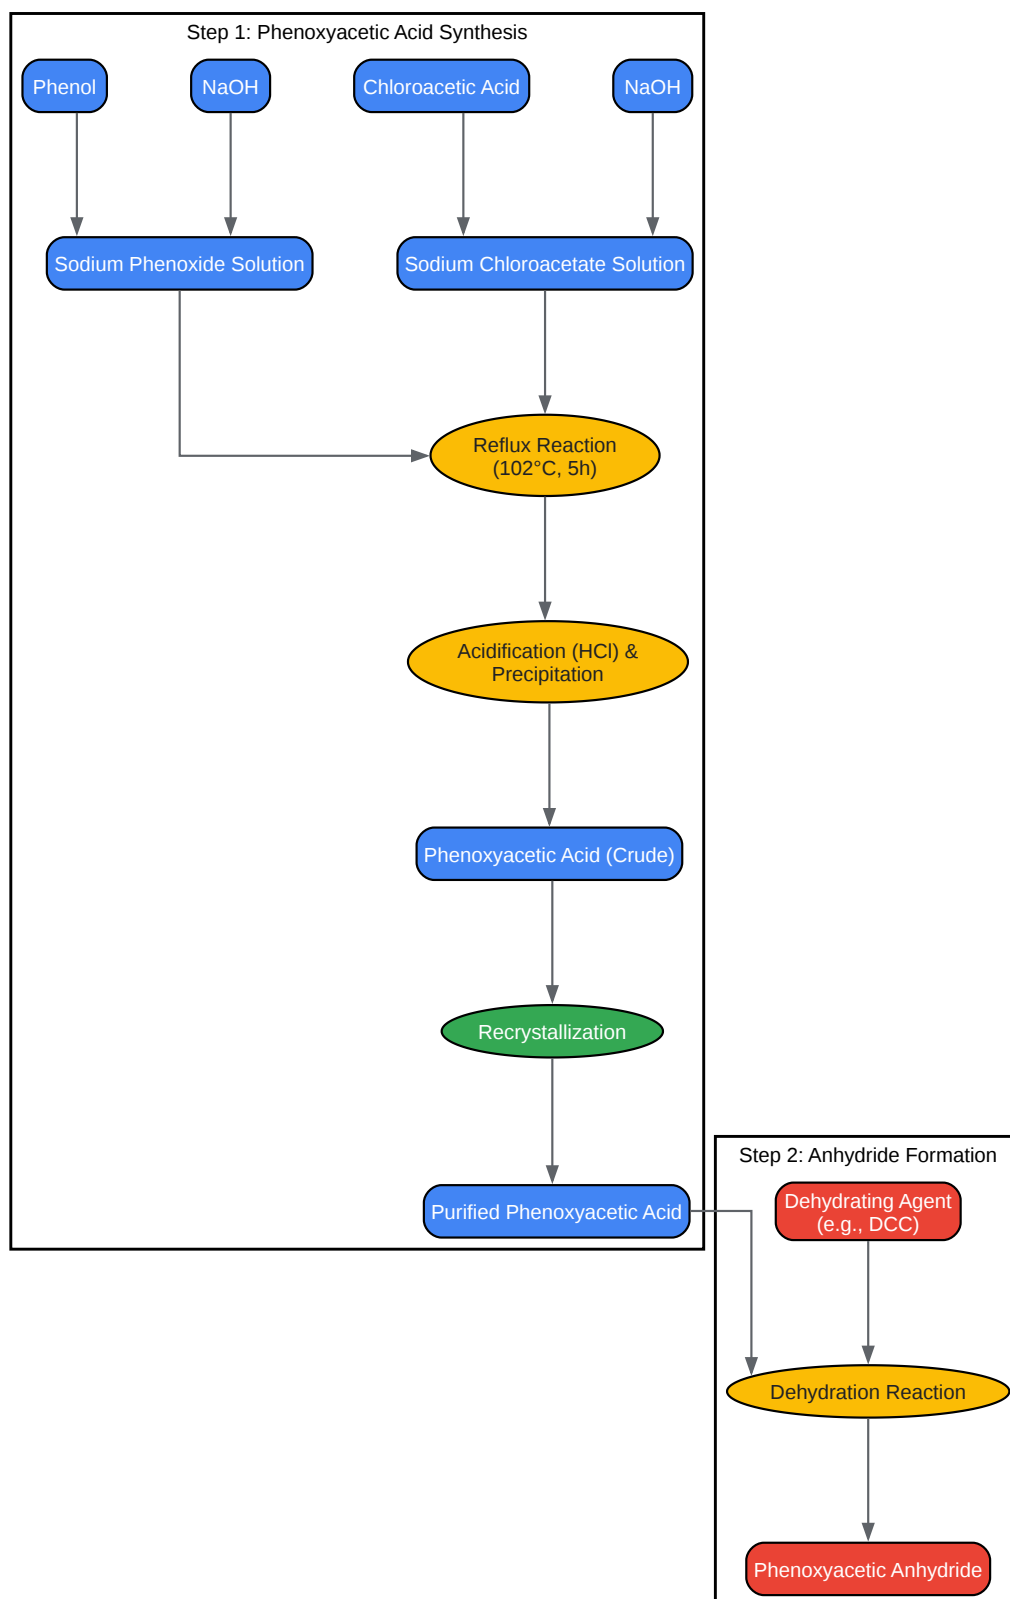 Step 1: Phenoxyacetic Acid Synthesis
Phenol
NaOH
Chloroacetic Acid
NaOH
Sodium Phenoxide Solution
Sodium Chloroacetate Solution
Reflux Reaction
(102°C, 5h)
Acidification (HCl) &
Precipitation
Phenoxyacetic Acid (Crude)
Recrystallization
Purified Phenoxyacetic Acid
Step 2: Anhydride Formation
Dehydrating Agent
(e.g., DCC)
Dehydration Reaction
Phenoxyacetic Anhydride